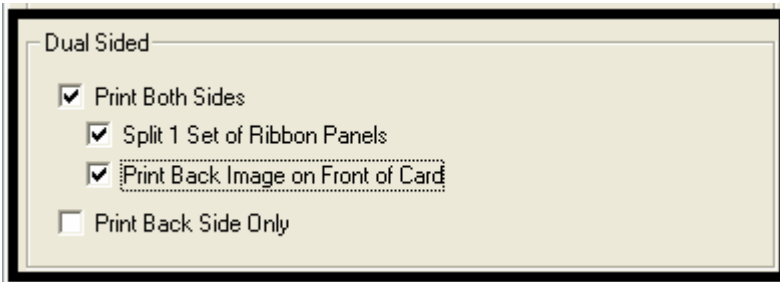 Dual Sided
Print Both Sides
Split 1 Set of Ribbon Panels
Print Back Image on Front of Card
Print Back Side Only